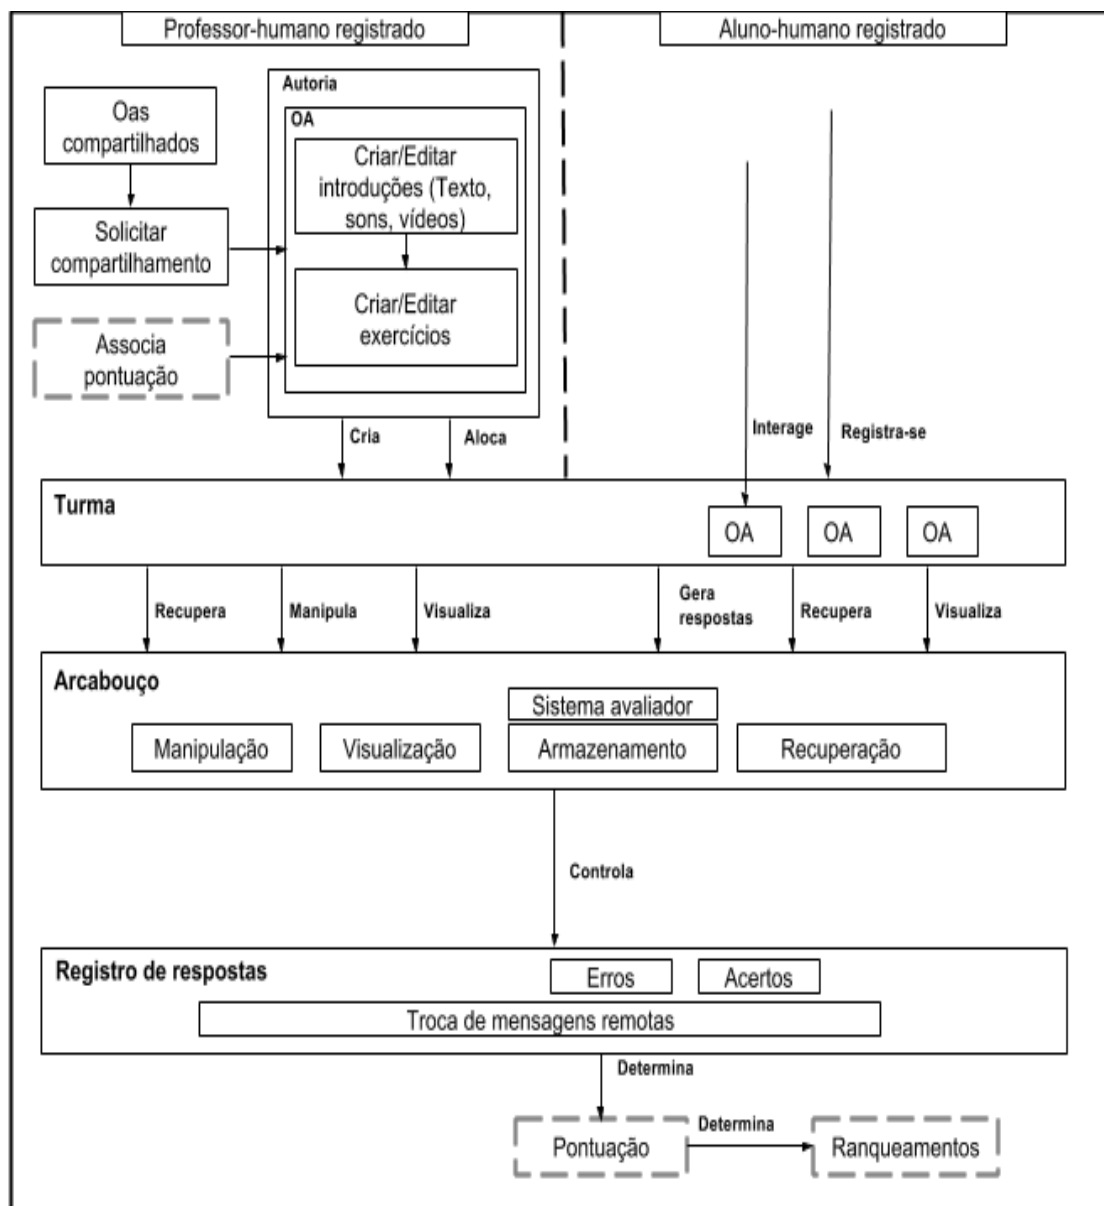 Professor-humano registrado
Aluno-humano registrado
Oas
compartilhados
Solicitar
compartilhamento
Associa
pontuação
Autoria
OA
Criar/Editar
introduções (Texto,
sons, vídeos)
Criar/Editar
exercícios
Cria
Aloca
Interage
Registra-se
Turma
OA
OA
OA
Recupera
Manipula
Visualiza
Gera
respostas
Recupera
Visualiza
Arcabouço
Sistema avaliador
Manipulação
Visualização
Armazenamento
Recuperação
Controla
Registro de respostas
Erros
Acertos
Troca de mensagens remotas
Determina
Pontuação
Determina
Ranqueamentos